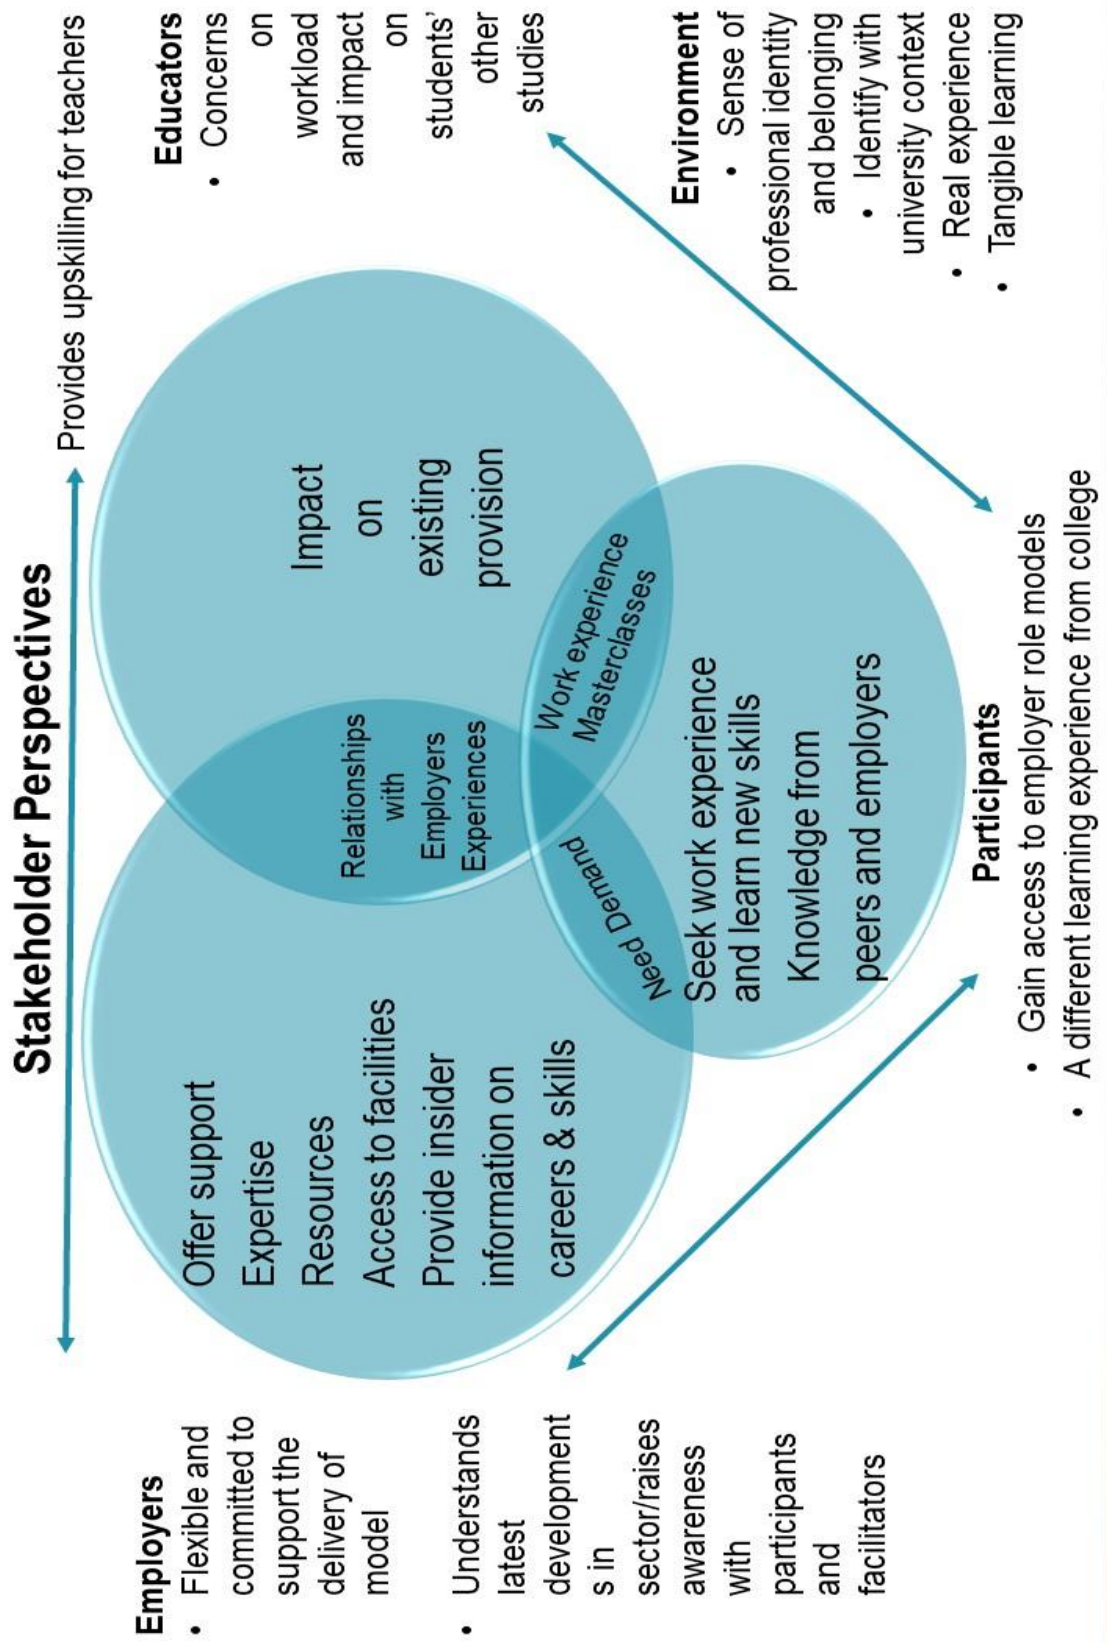 Stakeholder Perspectives
Provides upskilling for teachers
Employers
• Flexible and
committed to
support the
delivery of
model
• Understands
latest
development
s in
sector/raises
awareness
with
participants
and
facilitators
Offer support
Expertise
Resources
Access to facilities
Provide insider
information on
careers & skills
Relationships
with
Employers
Experiences
Impact
on
existing
provision
Educators
• Concerns
on
workload
and impact
on
students’
other
studies
Need Demand
Work experience
Masterclasses
Seek work experience
and learn new skills
Knowledge from
peers and employers
Environment
• Sense of
professional identity
and belonging
• Identify with
university context
• Real experience
• Tangible learning
Participants
• Gain access to employer role models
• A different learning experience from college